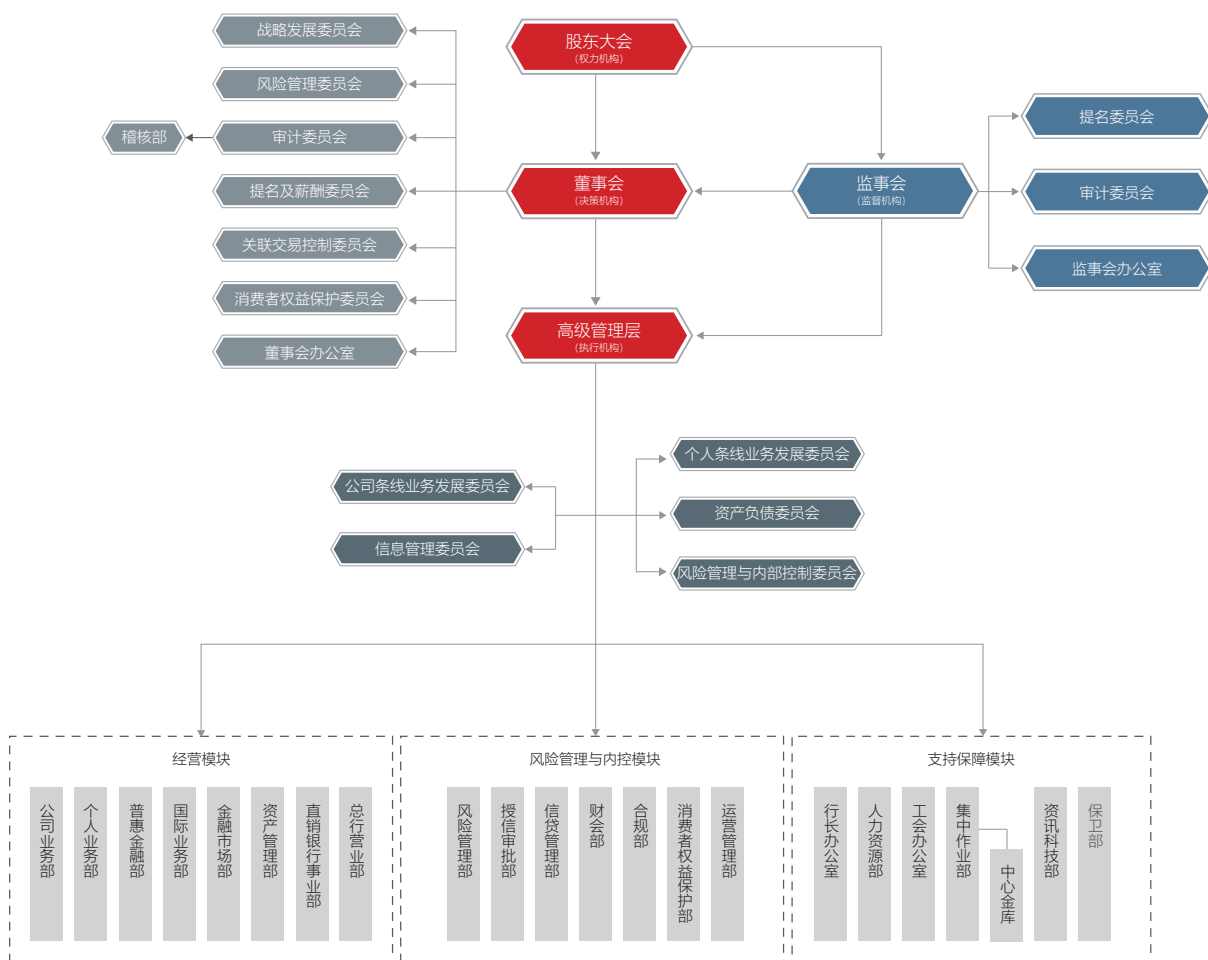 股东大会
(权力机构)
战略发展委员会
风险管理委员会
稽核部
审计委员会
提名及薪酬委员会
关联交易控制委员会
消费者权益保护委员会
董事会办公室
董事会
(决策机构)
监事会
(监督机构)
提名委员会
审计委员会
监事会办公室
高级管理层
(执行机构)
公司条线业务发展委员会
信息管理委员会
个人条线业务发展委员会
资产负债委员会
风险管理与内部控制委员会
经营模块
公司业务部
个人业务部
普惠金融部
国际业务部
金融市场部
资产管理部
直销银行事业部
总行营业部
风险管理与内控模块
风险管理部
授信审批部
信贷管理部
财会部
合规部
消费者权益保护部
运营管理部
支持保障模块
行长办公室
人力资源部
工会办公室
集中作业部
中心金库
资讯科技部
保卫部